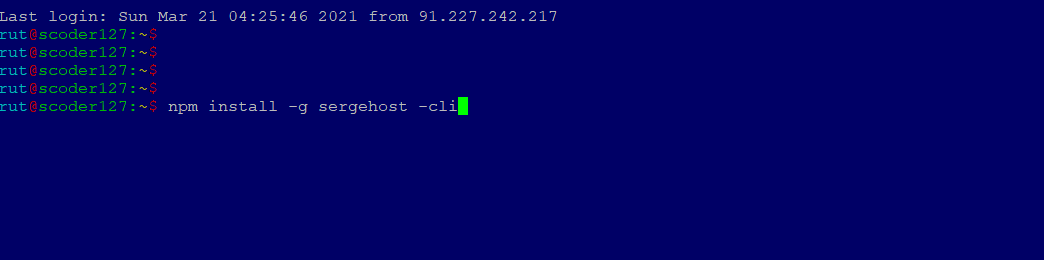 Last login: Sun Mar 21 04:25:46 2021 from 91.227.242.217
rut@scoder127:~$
rut@scoder127:~$
rut@scoder127:~$
rut@scoder127:~$
rut@scoder127:~$ npm install -g sergehost -cli